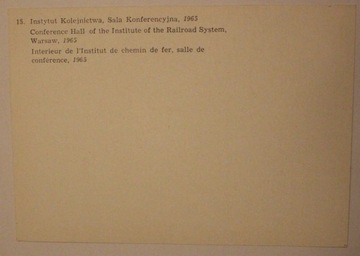 15. Instytut Kolejnictwa, Sala Konferencyjna, 1965
Conference Hall of the Institute of the Railroad System,
Warsaw, 1965
Interieur de l'Institut de chemin de fer, salle de
conférence, 1965